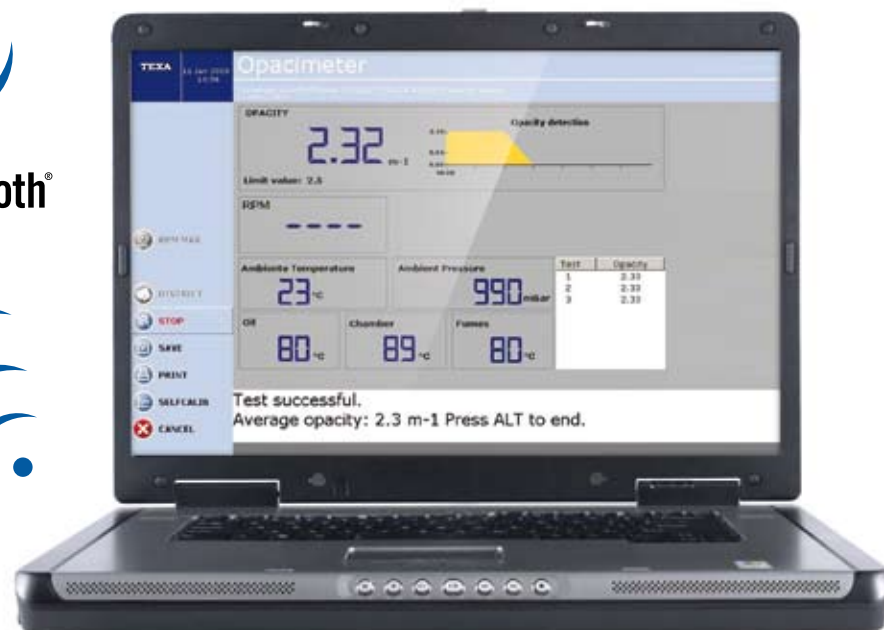 TEXA
Opacimeter
OPACITY
2.32 m-1
Opacity detection
Limit value: 2.5
oth®
RPM
----
RPM MAX
Ambiente Temperature
23 °C
Ambient Pressure
990 mBar
Test Opacity
1 2.33
2 2.33
3 2.33
STOP
Oil
80 °C
Chamber
89 °C
Fumes
80 °C
SAVE
PRINT
SELFCALIB
CANCEL
Test successful.
Average opacity: 2.3 m-1 Press ALT to end.